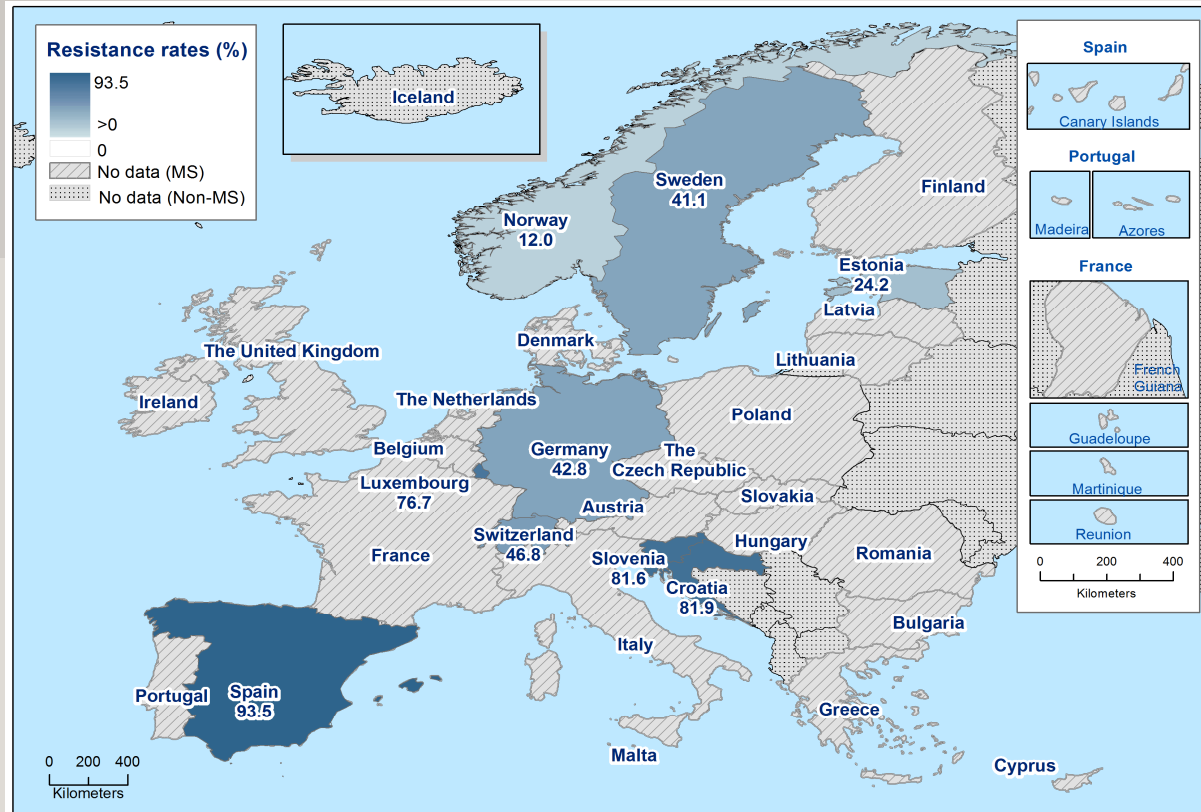 Resistance rates (%)
93.5
>0
0
No data (MS)
No data (Non-MS)
Iceland
Spain
Canary Islands
Portugal
Madeira
Azores
France
French
Guiana
Guadeloupe
Martinique
Reunion
0 200 400
Kilometers
Sweden
41.1
Finland
Norway
12.0
Estonia
24.2
Latvia
Denmark
The United Kingdom
Lithuania
Ireland
The Netherlands
Poland
Belgium
Germany
42.8
The
Czech Republic
Luxembourg
76.7
Slovakia
Austria
Switzerland
46.8
Hungary
France
Slovenia
81.6
Romania
Croatia
81.9
Bulgaria
Italy
Portugal
Spain
93.5
Greece
Malta
Cyprus
0 200 400
Kilometers